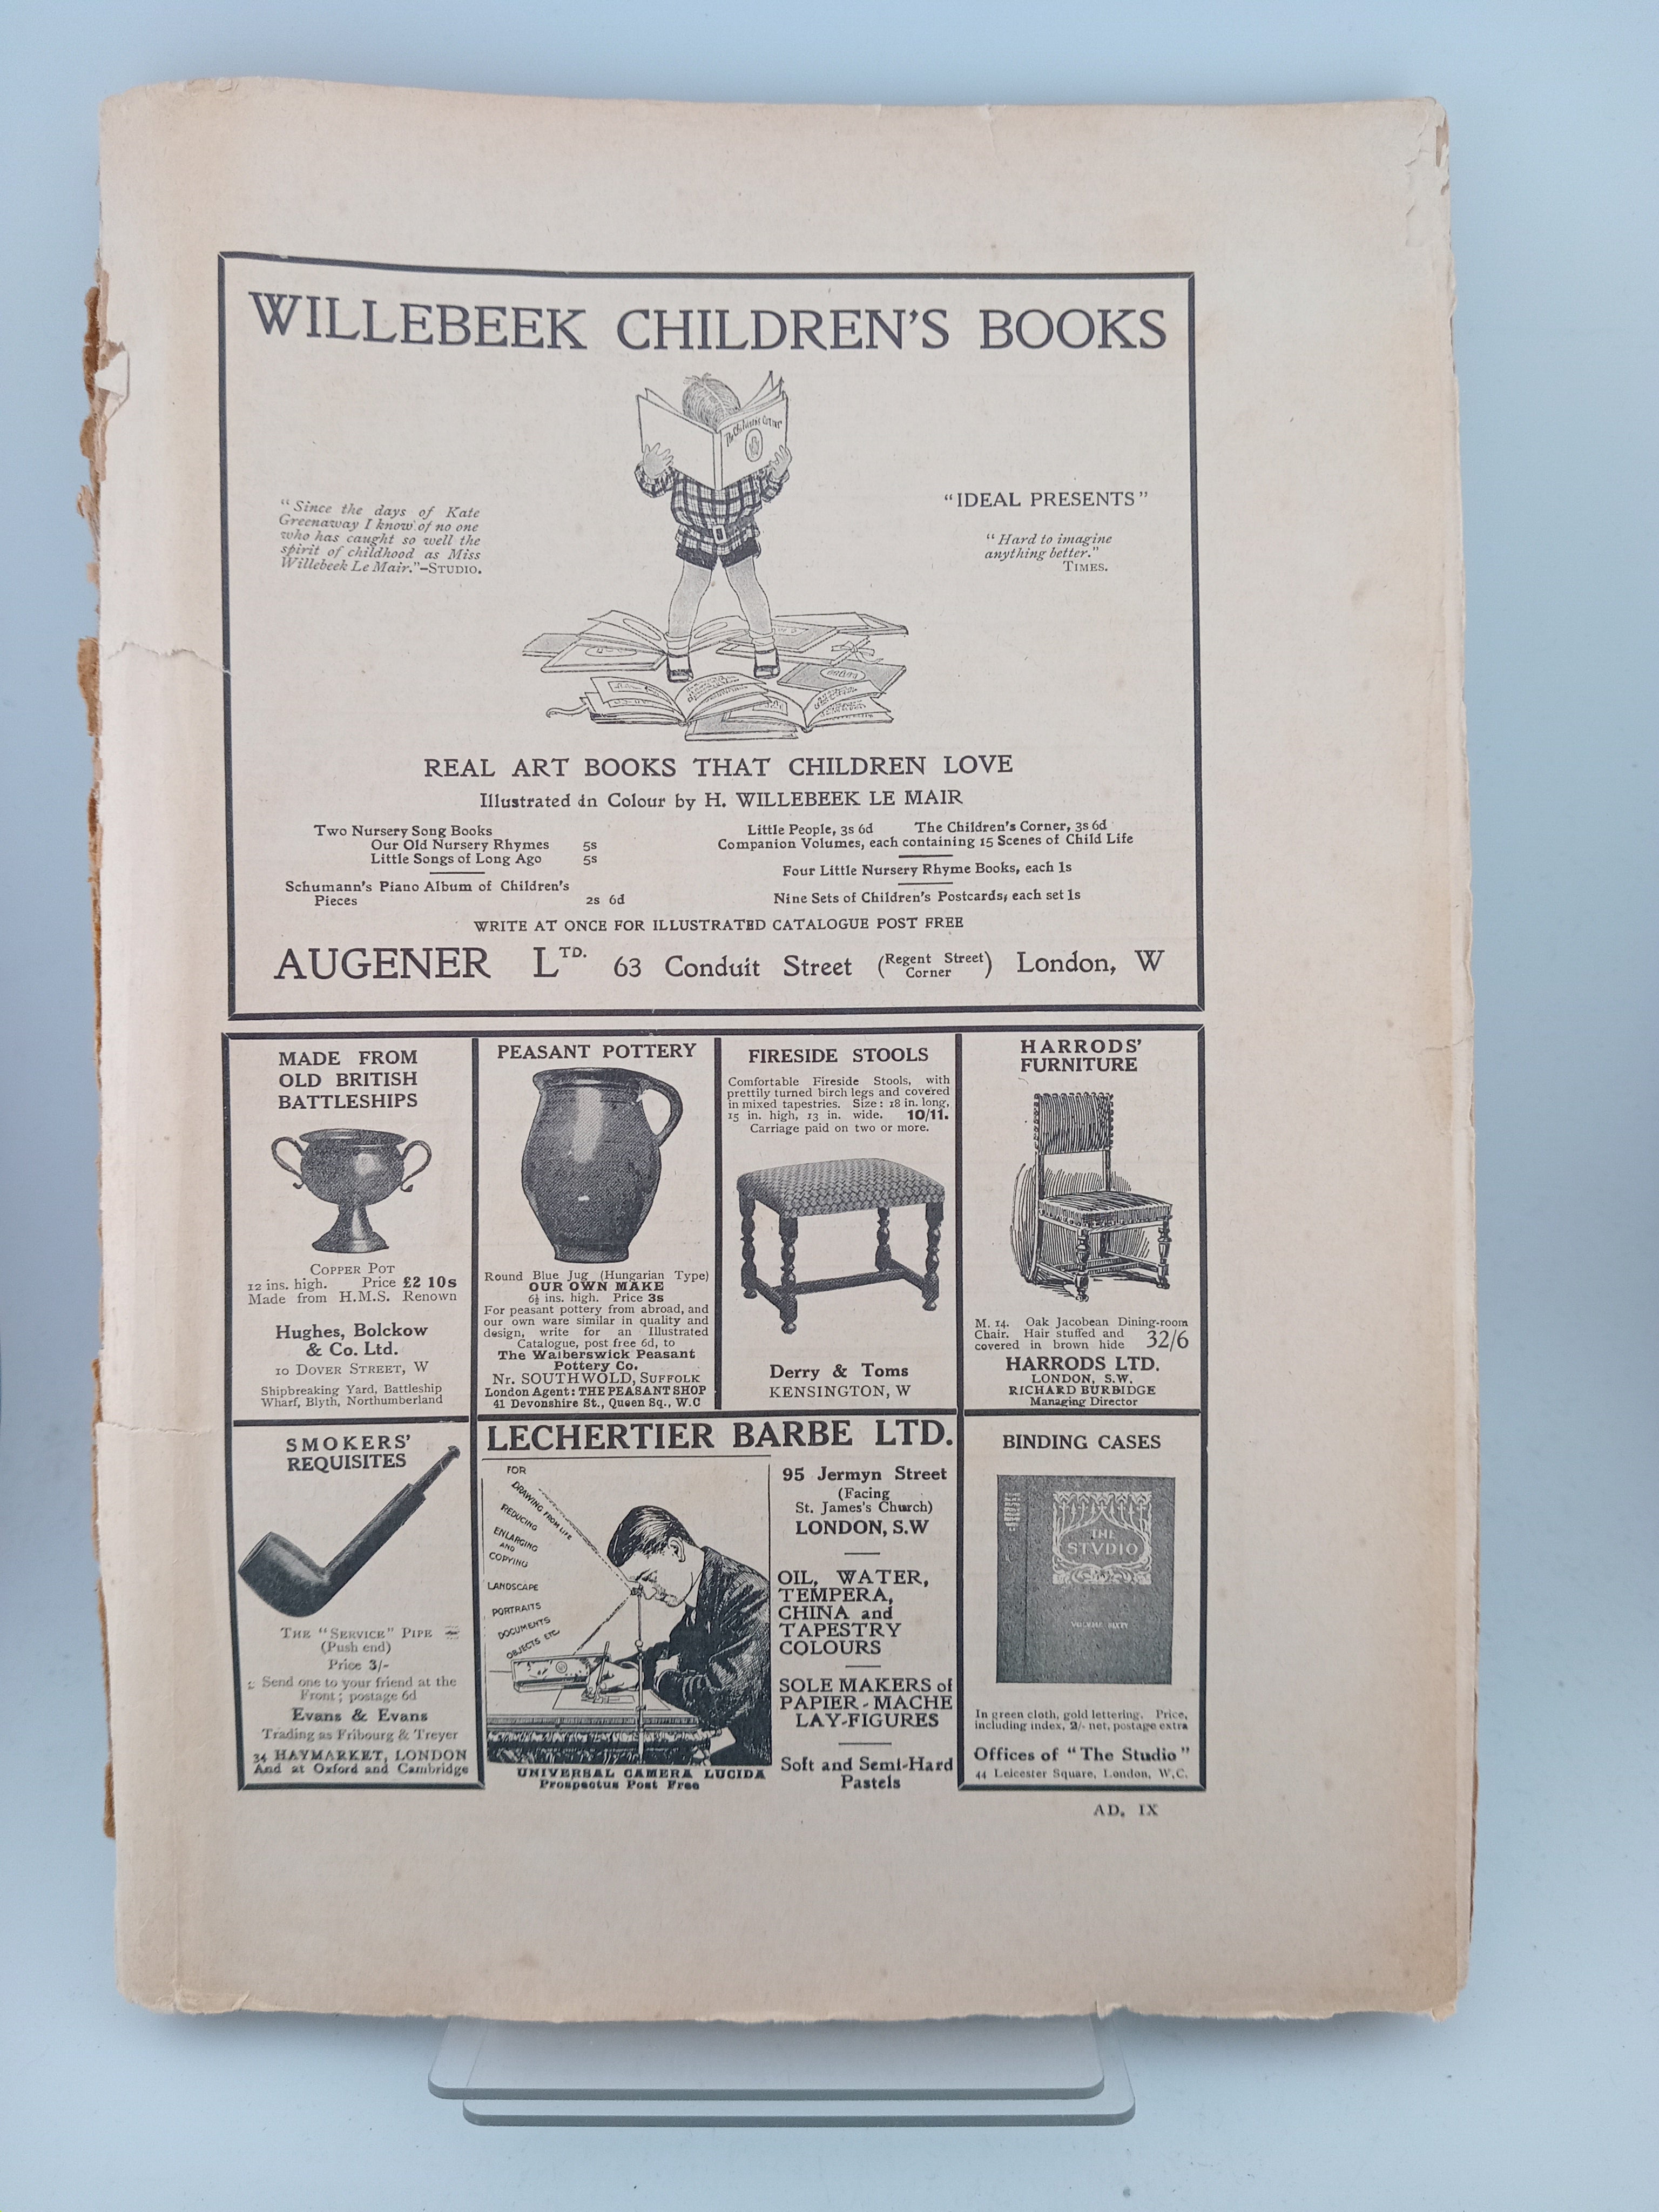 WILLEBEEK CHILDREN'S BOOKS
The Children's Corner
"Since the days of Kate
Greenaway I know of no one
who has caught so well the
spirit of childhood as Miss
Willebeek Le Mair."–STUDIO.
"IDEAL PRESENTS"
"Hard to imagine
anything better."
TIMES.
REAL ART BOOKS THAT CHILDREN LOVE
Illustrated in Colour by H. WILLEBEEK LE MAIR
Two Nursery Song Books
Our Old Nursery Rhymes 5s
Little Songs of Long Ago 5s
Schumann's Piano Album of Children's
Pieces 2s 6d
Little People, 3s 6d The Children's Corner, 3s 6d
Companion Volumes, each containing 15 Scenes of Child Life
Four Little Nursery Rhyme Books, each 1s
Nine Sets of Children's Postcards, each set 1s
WRITE AT ONCE FOR ILLUSTRATED CATALOGUE POST FREE
AUGENER LTD. 63 Conduit Street (Regent Street Corner) London, W
MADE FROM
OLD BRITISH
BATTLESHIPS
COPPER POT
12 ins. high. Price £2 10s
Made from H.M.S. Renown
Hughes, Bolckow
& Co. Ltd.
10 DOVER STREET, W
Shipbreaking Yard, Battleship
Wharf, Blyth, Northumberland
PEASANT POTTERY
Round Blue Jug (Hungarian Type)
OUR OWN MAKE
6½ ins. high. Price 3s
For peasant pottery from abroad, and
our own ware similar in quality and
design, write for an Illustrated
Catalogue, post free 6d, to
The Walberswick Peasant
Pottery Co.
Nr. SOUTHWOLD, SUFFOLK
London Agent: THE PEASANT SHOP
41 Devonshire St., Queen Sq., W.C
FIRESIDE STOOLS
Comfortable Fireside Stools, with
prettily turned birch legs and covered
in mixed tapestries. Size: 18 in. long,
15 in. high, 13 in. wide. 10/11.
Carriage paid on two or more.
Derry & Toms
KENSINGTON, W
HARRODS'
FURNITURE
M. 14. Oak Jacobean Dining-room
Chair. Hair stuffed and
covered in brown hide 32/6
HARRODS LTD.
LONDON, S.W.
RICHARD BURBIDGE
Managing Director
SMOKERS'
REQUISITES
THE "SERVICE" PIPE
(Push end)
Price 3/-
Send one to your friend at the
Front; postage 6d
Evans & Evans
Trading as Fribourg & Treyer
34 HAYMARKET, LONDON
And at Oxford and Cambridge
LECHERTIER BARBE LTD.
FOR
DRAWING FROM LIFE
REDUCING
ENLARGING
AND
COPYING
LANDSCAPE
PORTRAITS
DOCUMENTS
OBJECTS ETC.
UNIVERSAL CAMERA LUCIDA
Prospectus Post Free
95 Jermyn Street
(Facing
St. James's Church)
LONDON, S.W
OIL, WATER,
TEMPERA,
CHINA and
TAPESTRY
COLOURS
SOLE MAKERS of
PAPIER-MACHE
LAY-FIGURES
Soft and Semi-Hard
Pastels
BINDING CASES
THE
STVDIO
VOLUME SIXTY
In green cloth, gold lettering. Price,
including index, 2/- net, postage extra
Offices of "The Studio"
44 Leicester Square, London, W.C.
AD. IX